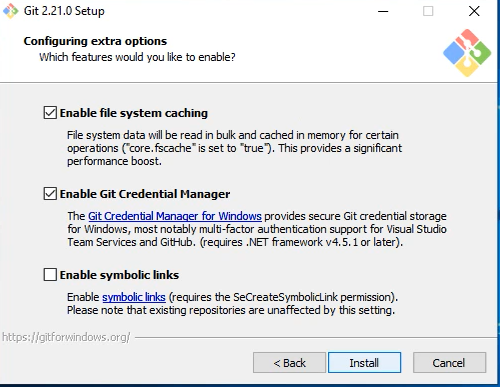 Git 2.21.0 Setup
Configuring extra options
Which features would you like to enable?
Enable file system caching
File system data will be read in bulk and cached in memory for certain
operations ("core.fscache" is set to "true"). This provides a significant
performance boost.
Enable Git Credential Manager
The Git Credential Manager for Windows provides secure Git credential storage
for Windows, most notably multi-factor authentication support for Visual Studio
Team Services and GitHub. (requires .NET framework v4.5.1 or later).
Enable symbolic links
Enable symbolic links (requires the SeCreateSymbolicLink permission).
Please note that existing repositories are unaffected by this setting.
https://gitforwindows.org/
< Back Install Cancel